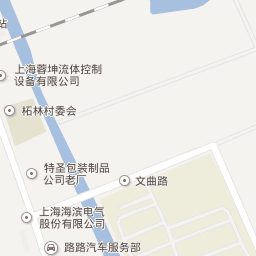 站
上海蓉坤流体控制
设备有限公司
柘林村委会
特圣包装制品
公司老厂
文曲路
上海海滨电气
股份有限公司
路路汽车服务部